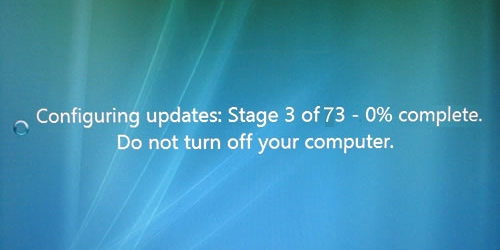 Configuring updates: Stage 3 of 73 - 0% complete.
Do not turn off your computer.